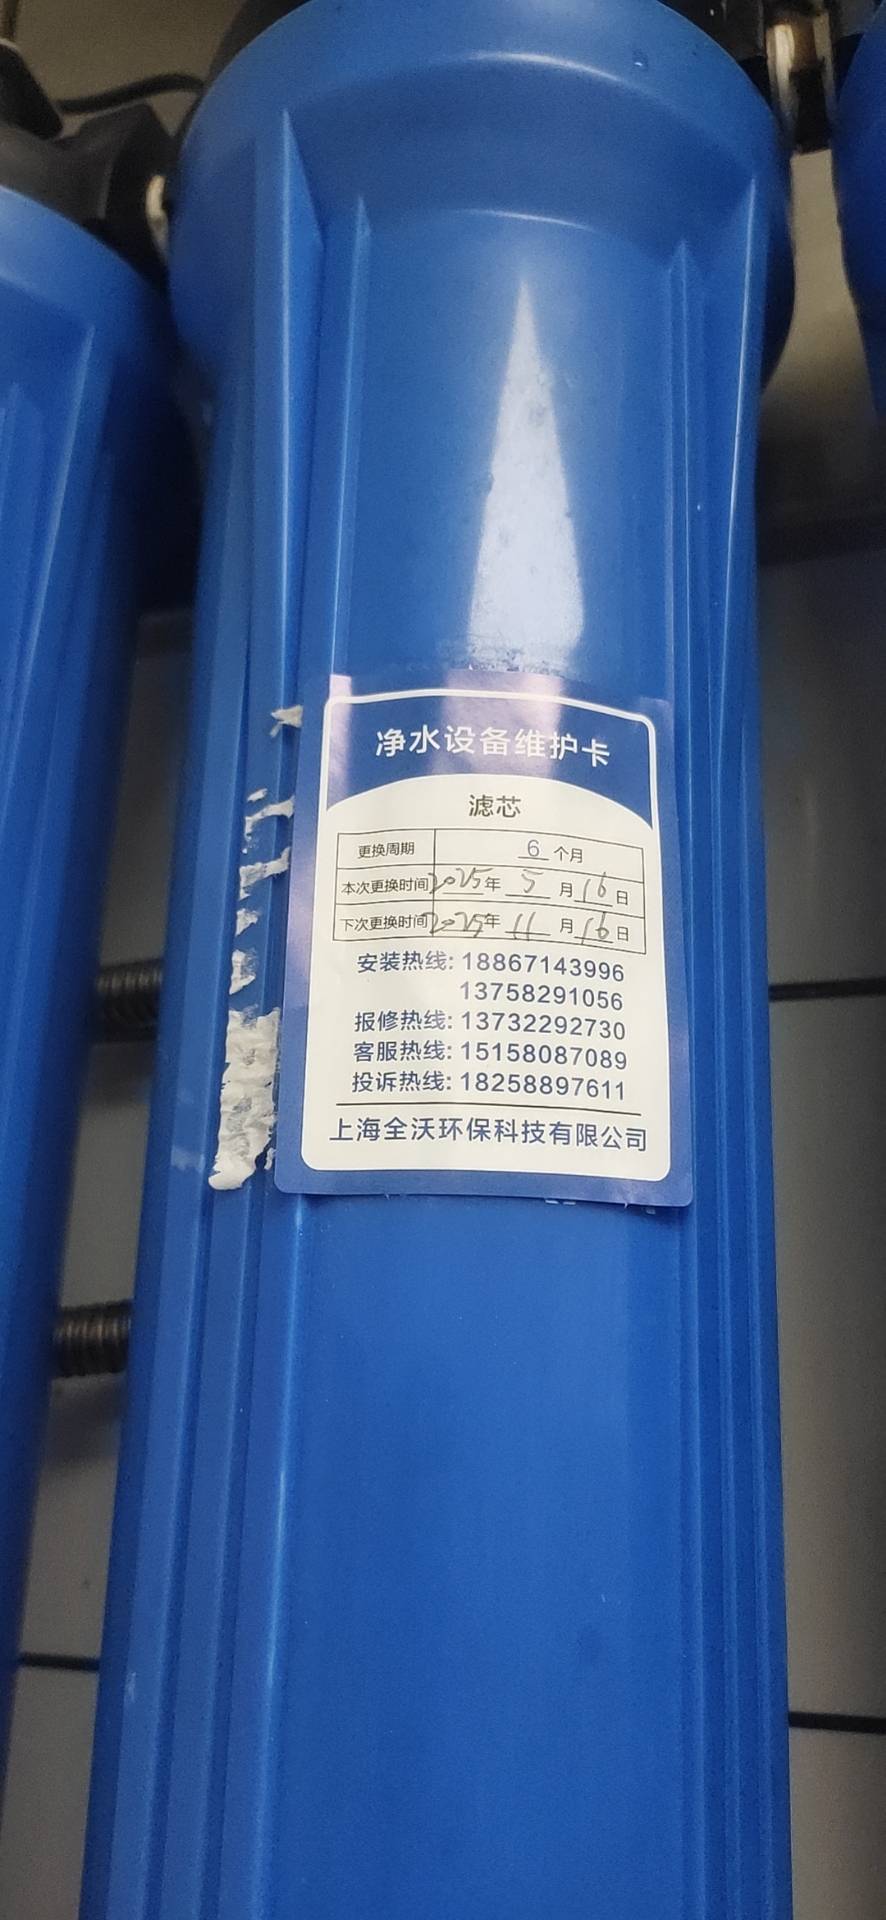 净水设备维护卡
滤芯
更换周期 6 个月
本次更换时间 2025年 5 月 16 日
下次更换时间 2025年 11 月 16 日
安装热线: 18867143996
13758291056
报修热线: 13732292730
客服热线: 15158087089
投诉热线: 18258897611
上海全沃环保科技有限公司